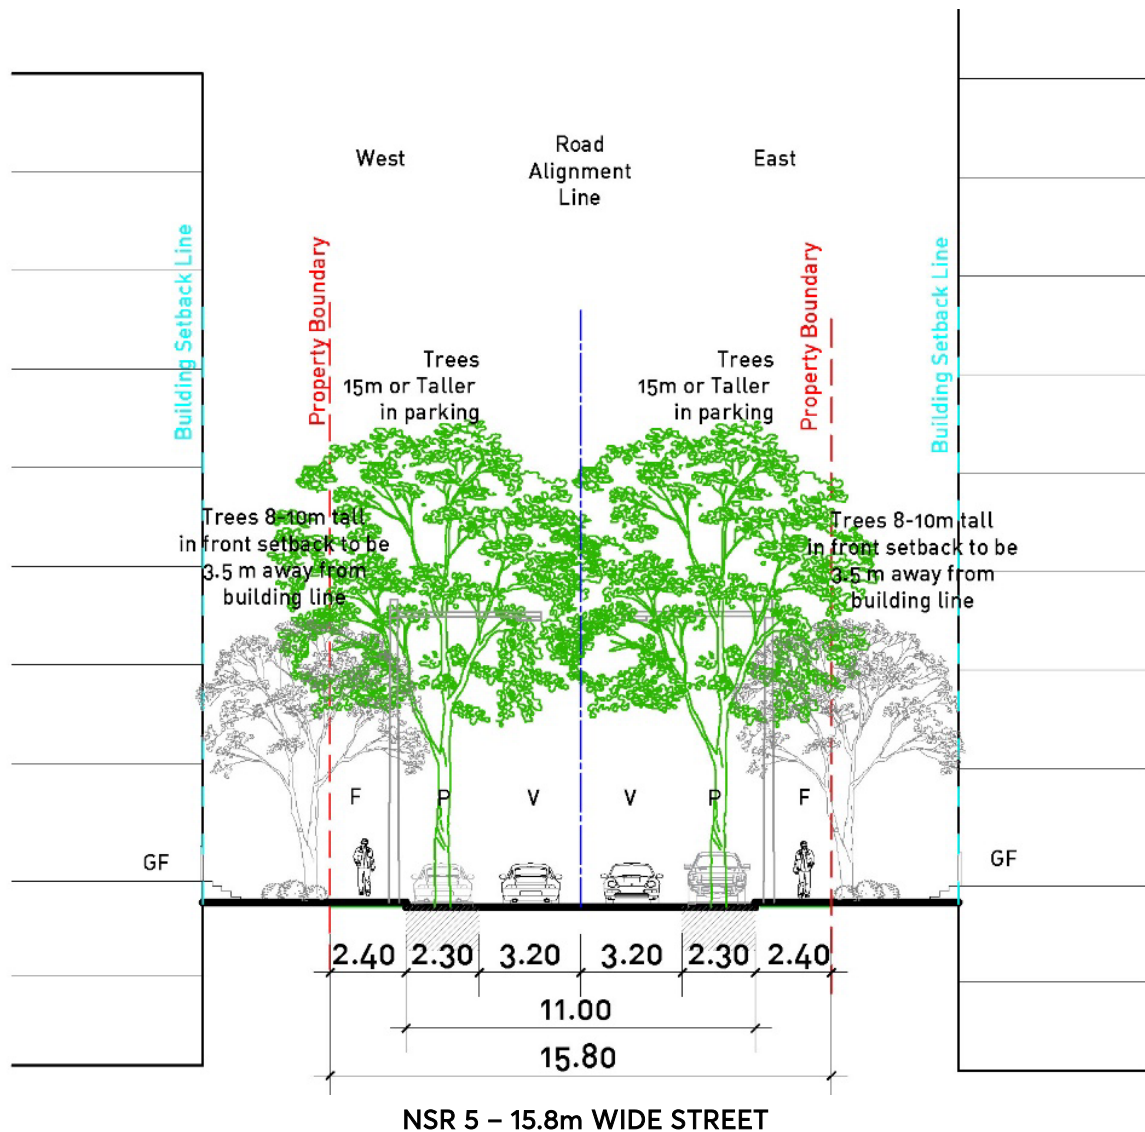 West
Road
Alignment
Line
East
Building Setback Line
Property Boundary
Property Boundary
Building Setback Line
Trees
15m or Taller
in parking
Trees
15m or Taller
in parking
Trees 8-10m tall
in front setback to be
3.5 m away from
building line
Trees 8-10m tall
in front setback to be
3.5 m away from
building line
F P V V P F
GF GF
2.40 2.30 3.20 3.20 2.30 2.40
11.00
15.80
NSR 5 – 15.8m WIDE STREET